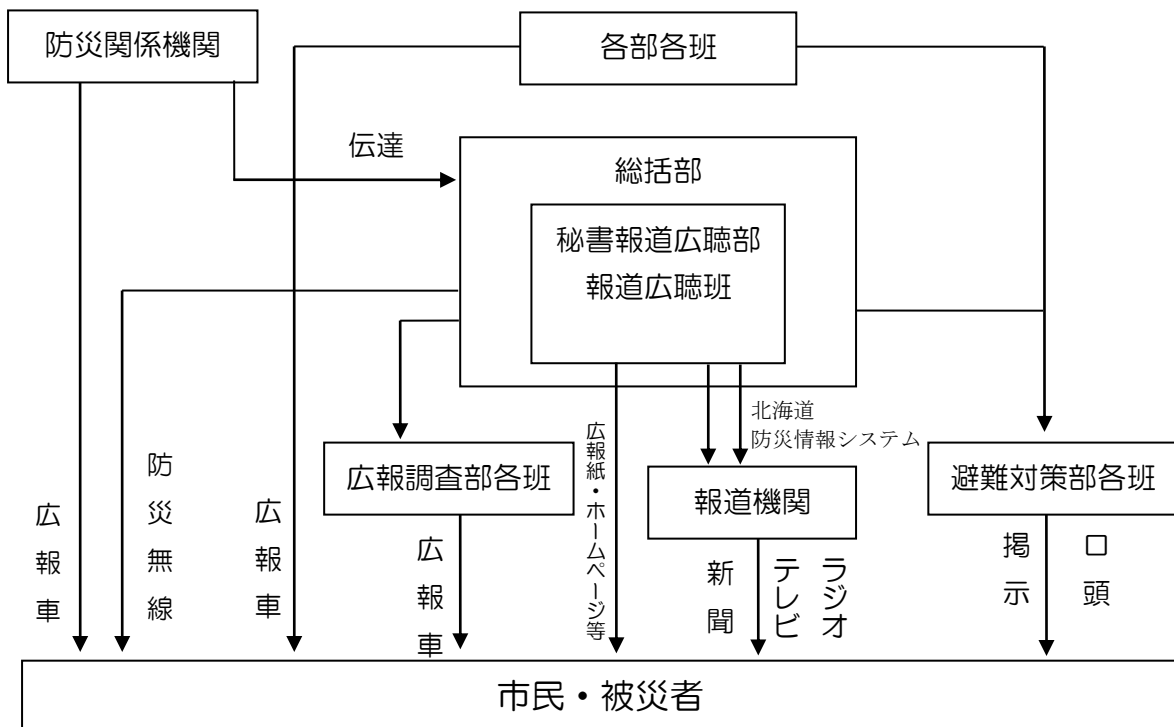 防災関係機関
各部各班
伝達
総括部
秘書報道広聴部
報道広聴班
北海道
防災情報システム
広報調査部各班
報道機関
避難対策部各班
広報車
防災無線
広報車
広報車
広報紙・ホームページ等
新聞
テレビ
ラジオ
掲示
口頭
市民・被災者